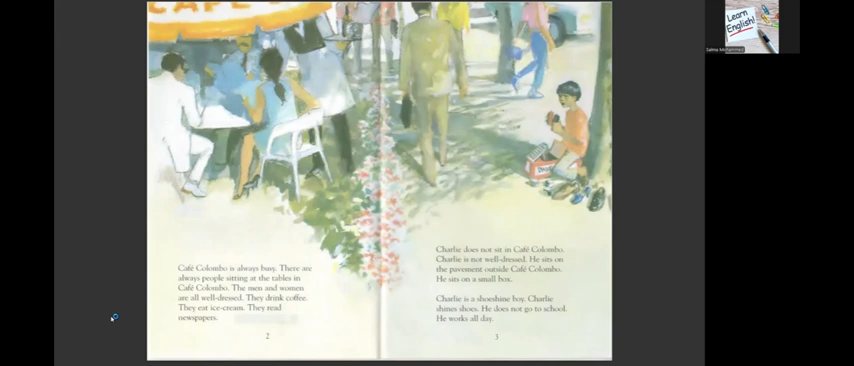 CAFÉ
Café Colombo is always busy. There are
always people sitting at the tables in
Café Colombo. The men and women
are all well-dressed. They drink coffee.
They eat ice-cream. They read
newspapers.
2
Charlie does not sit in Café Colombo.
Charlie is not well-dressed. He sits on
the pavement outside Café Colombo.
He sits on a small box.
Charlie is a shoeshine boy. Charlie
shines shoes. He does not go to school.
He works all day.
3
Learn
English!
Salma Mohammed